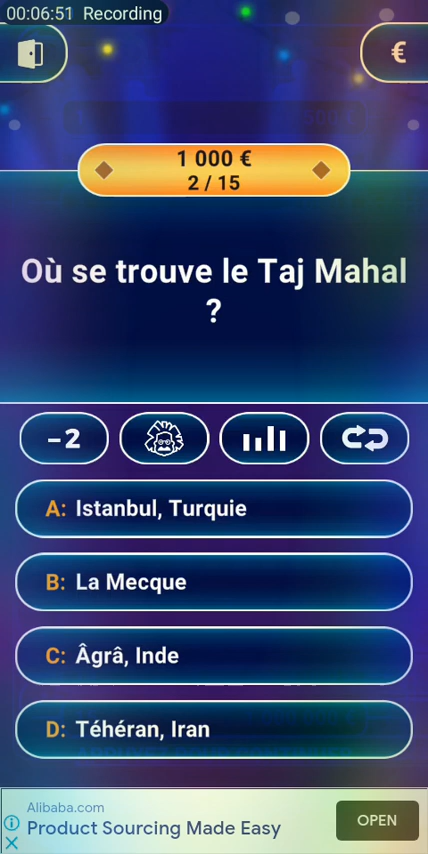 00:06:51 Recording
€
1 000 €
2 / 15
Où se trouve le Taj Mahal
?
-2
A: Istanbul, Turquie
B: La Mecque
C: Âgrâ, Inde
D: Téhéran, Iran
Alibaba.com
Product Sourcing Made Easy
OPEN